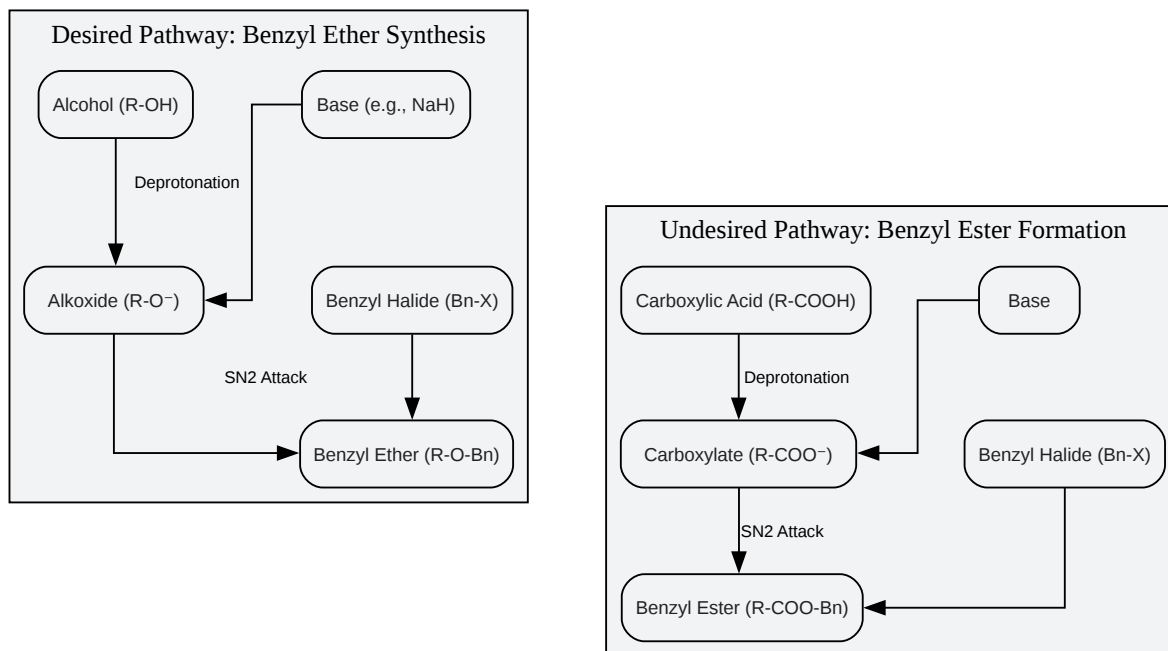 Desired Pathway: Benzyl Ether Synthesis
Alcohol (R-OH)
Base (e.g., NaH)
Deprotonation
Alkoxide (R-O⁻)
Benzyl Halide (Bn-X)
SN2 Attack
Benzyl Ether (R-O-Bn)
Undesired Pathway: Benzyl Ester Formation
Carboxylic Acid (R-COOH)
Base
Deprotonation
Carboxylate (R-COO⁻)
Benzyl Halide (Bn-X)
SN2 Attack
Benzyl Ester (R-COO-Bn)